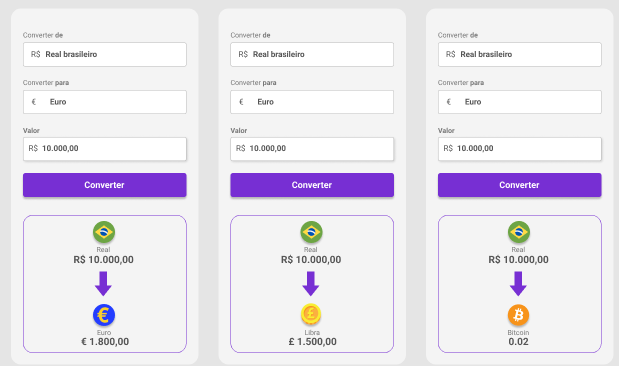 Converter de
R$ Real brasileiro
Converter para
€ Euro
Valor
R$ 10.000,00
Converter
Real
R$ 10.000,00
€
Euro
€ 1.800,00
Converter de
R$ Real brasileiro
Converter para
€ Euro
Valor
R$ 10.000,00
Converter
Real
R$ 10.000,00
£
Libra
£ 1.500,00
Converter de
R$ Real brasileiro
Converter para
€ Euro
Valor
R$ 10.000,00
Converter
Real
R$ 10.000,00
₿
Bitcoin
0.02